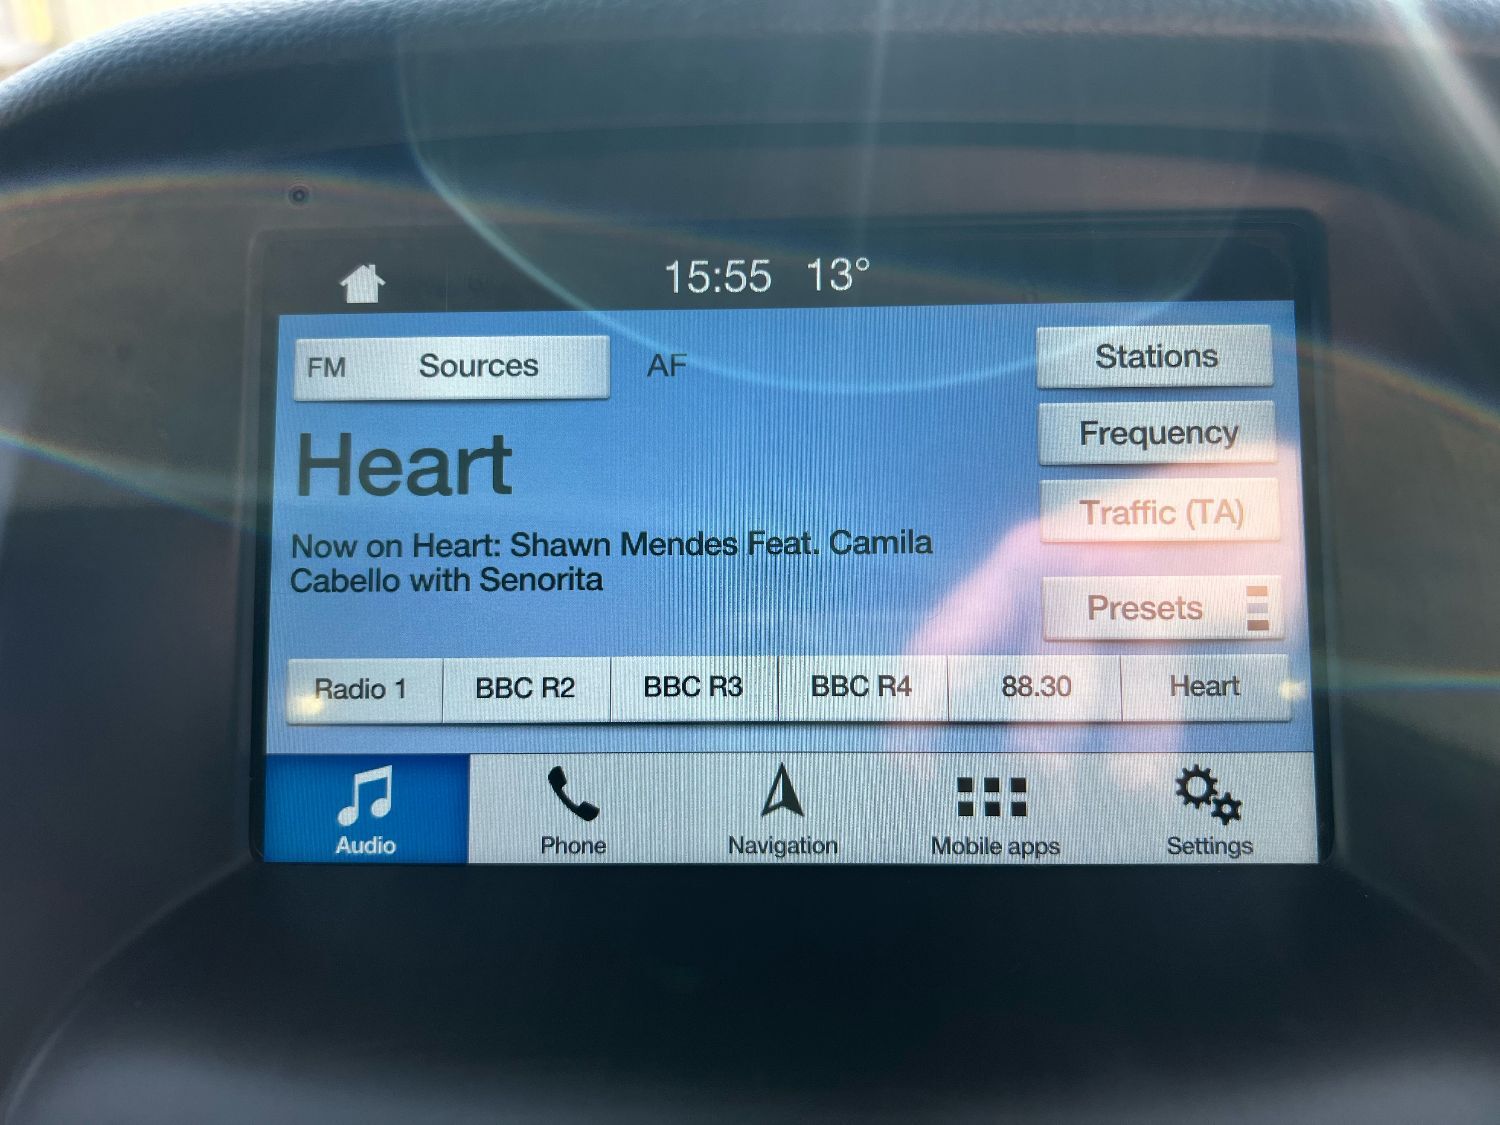 15:55 13°
FM Sources AF Stations
Frequency
Heart
Traffic (TA)
Now on Heart: Shawn Mendes Feat. Camila
Cabello with Senorita
Presets
Radio 1 BBC R2 BBC R3 BBC R4 88.30 Heart
Audio Phone Navigation Mobile apps Settings